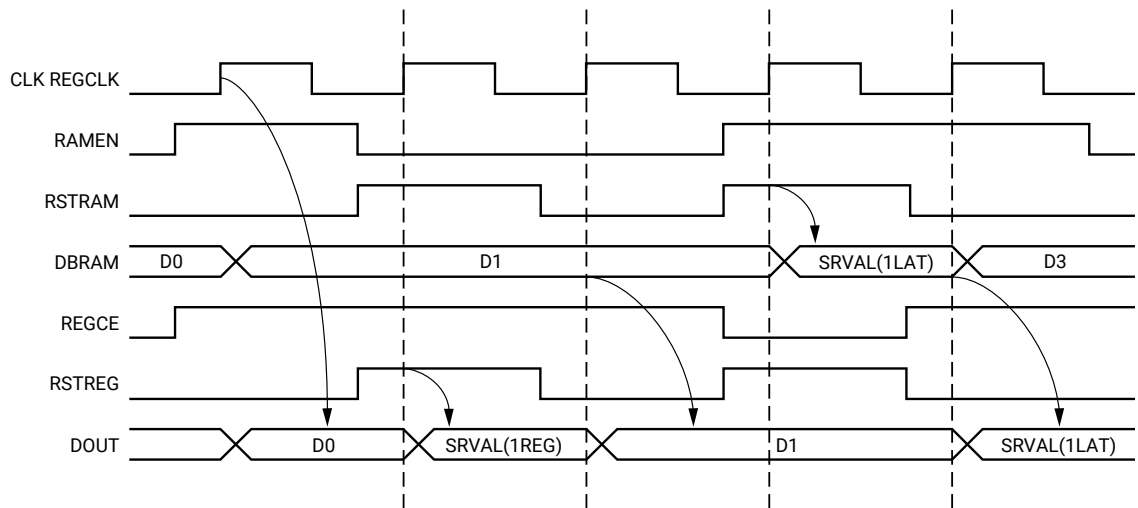 CLK REGCLK
RAMEN
RSTRAM
DBRAM D0 D1 SRVAL(1LAT) D3
REGCE
RSTREG
DOUT D0 SRVAL(1REG) D1 SRVAL(1LAT)